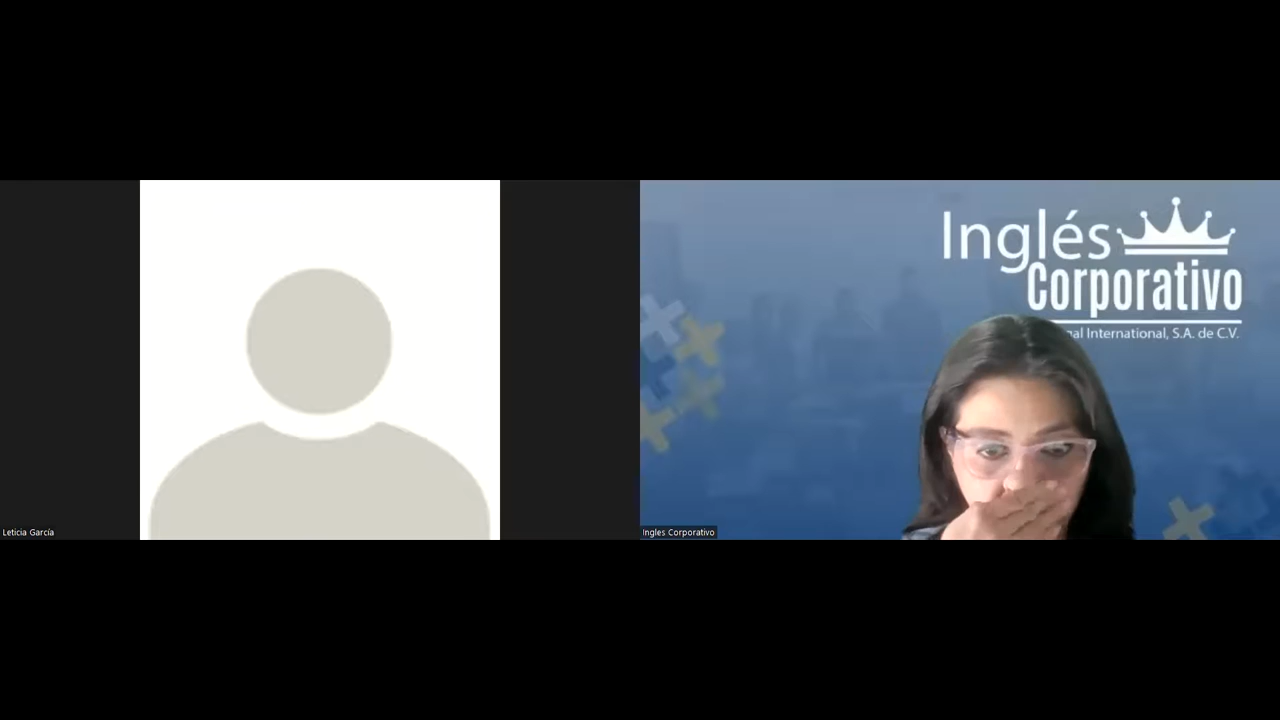 Leticia García
Inglés
Corporativo
nal International, S.A. de C.V.
Ingles Corporativo